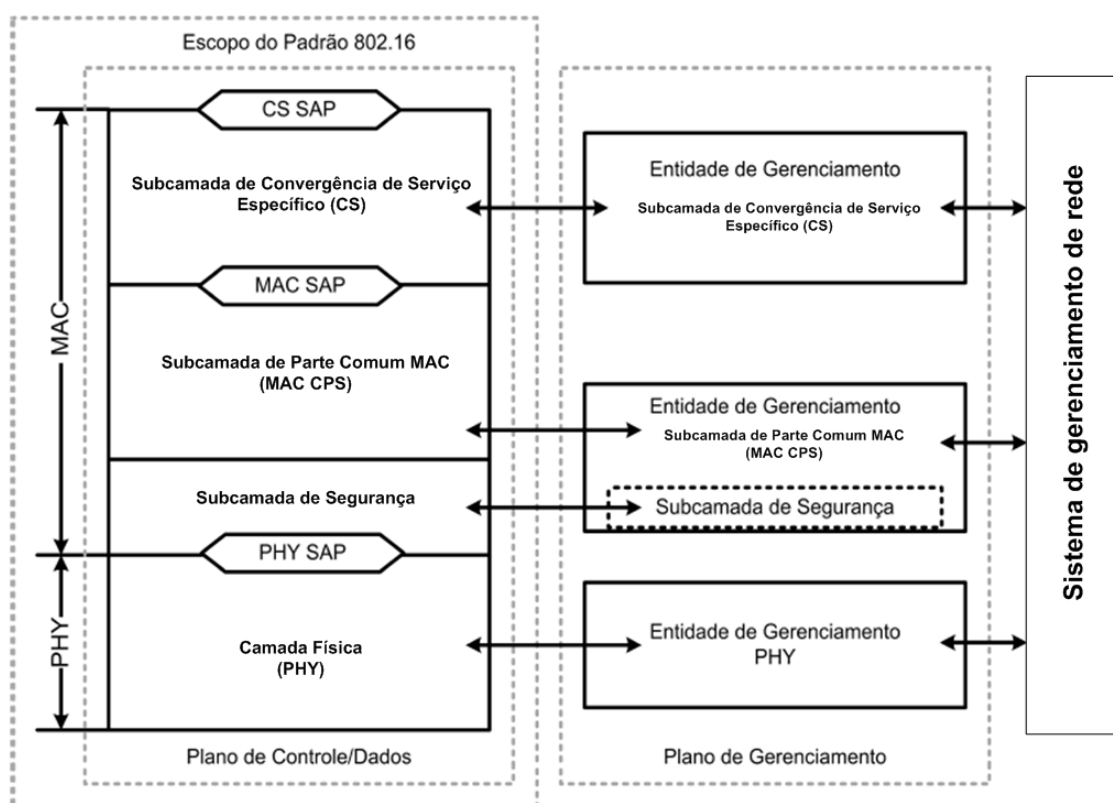 Escopo do Padrão 802.16
CS SAP
Subcamada de Convergência de Serviço
Específico (CS)
MAC SAP
MAC
Subcamada de Parte Comum MAC
(MAC CPS)
Subcamada de Segurança
PHY SAP
PHY
Camada Física
(PHY)
Plano de Controle/Dados
Entidade de Gerenciamento
Subcamada de Convergência de Serviço
Específico (CS)
Entidade de Gerenciamento
Subcamada de Parte Comum MAC
(MAC CPS)
Subcamada de Segurança
Entidade de Gerenciamento
PHY
Plano de Gerenciamento
Sistema de gerenciamento de rede